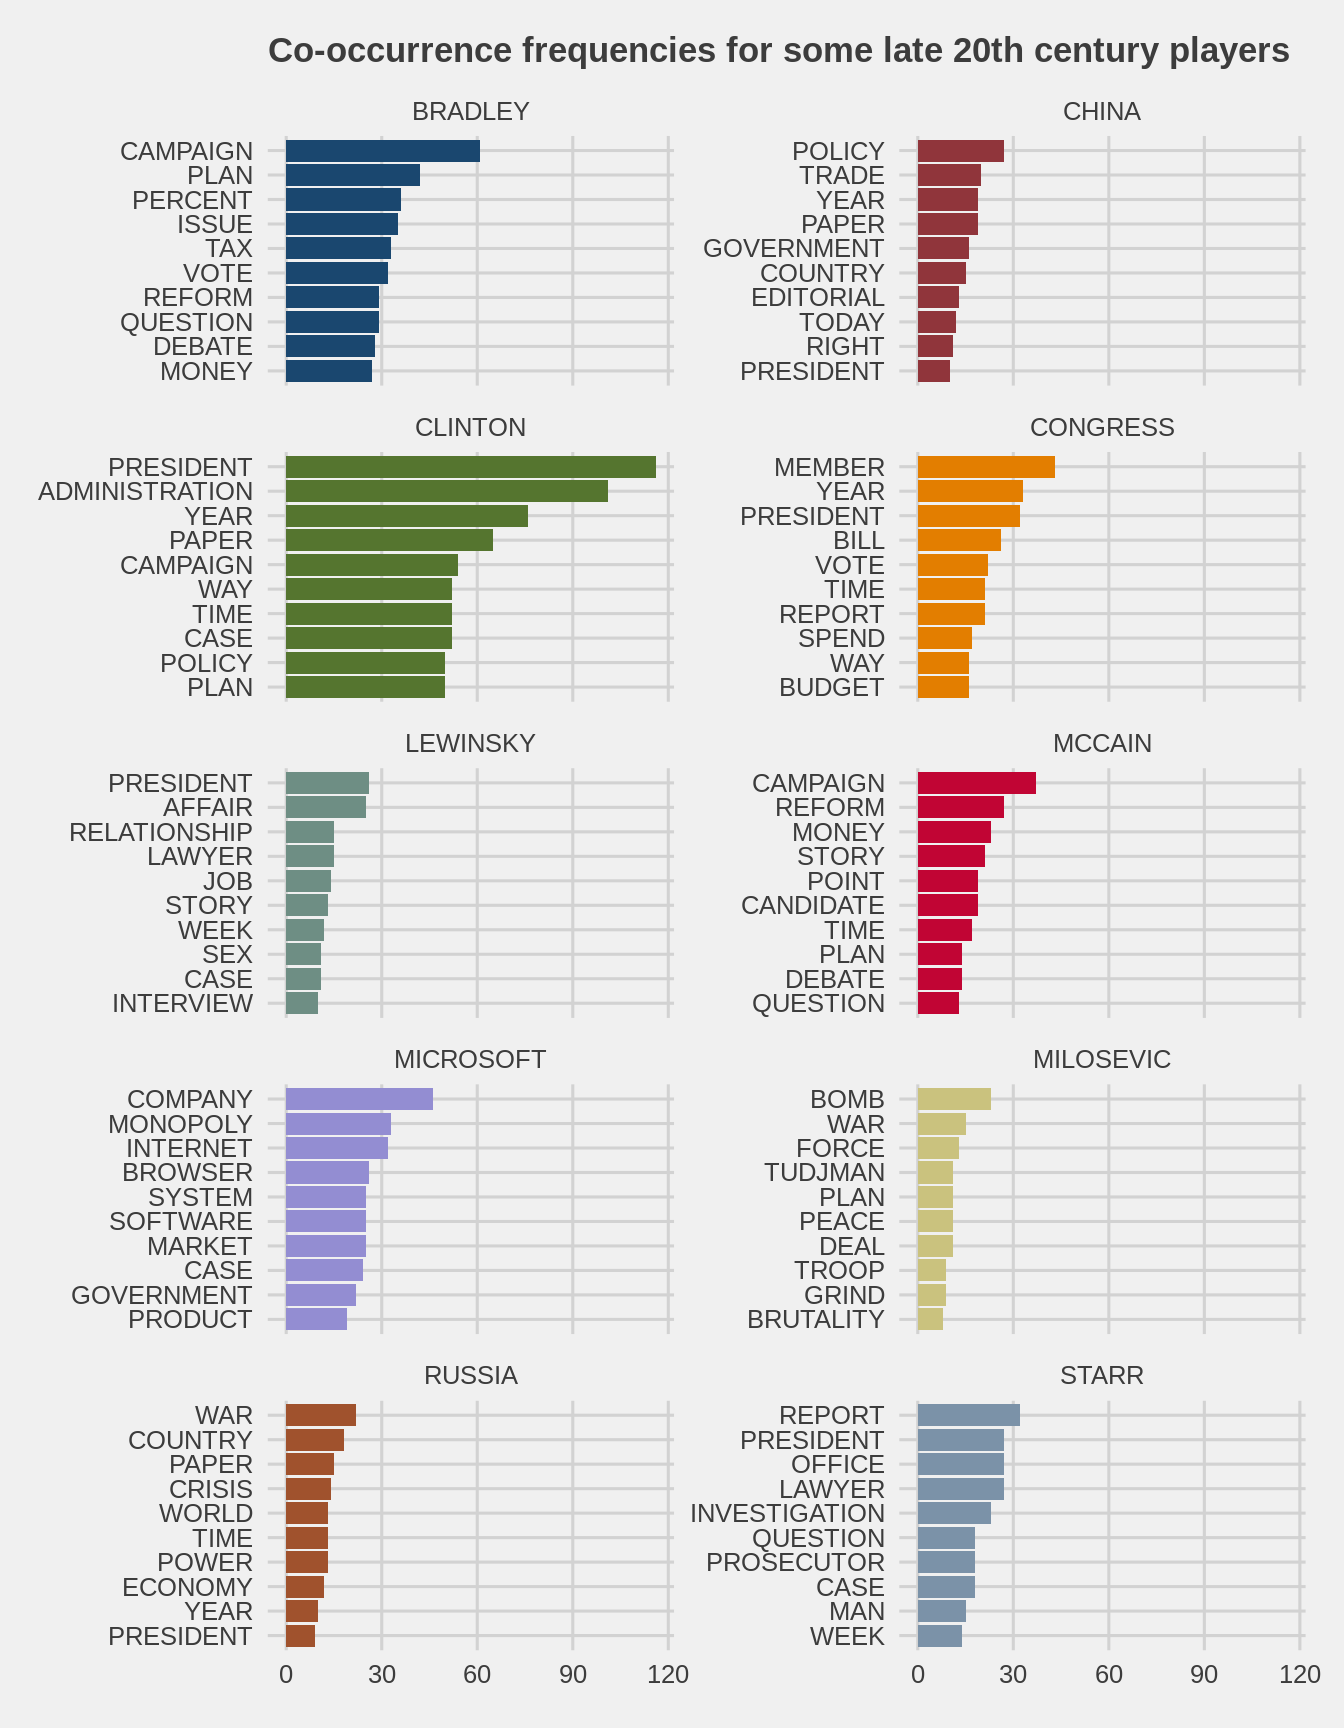 Co-occurrence frequencies for some late 20th century players
BRADLEY
CAMPAIGN
PLAN
PERCENT
ISSUE
TAX
VOTE
REFORM
QUESTION
DEBATE
MONEY
CHINA
POLICY
TRADE
YEAR
PAPER
GOVERNMENT
COUNTRY
EDITORIAL
TODAY
RIGHT
PRESIDENT
CLINTON
PRESIDENT
ADMINISTRATION
YEAR
PAPER
CAMPAIGN
WAY
TIME
CASE
POLICY
PLAN
CONGRESS
MEMBER
YEAR
PRESIDENT
BILL
VOTE
TIME
REPORT
SPEND
WAY
BUDGET
LEWINSKY
PRESIDENT
AFFAIR
RELATIONSHIP
LAWYER
JOB
STORY
WEEK
SEX
CASE
INTERVIEW
MCCAIN
CAMPAIGN
REFORM
MONEY
STORY
POINT
CANDIDATE
TIME
PLAN
DEBATE
QUESTION
MICROSOFT
COMPANY
MONOPOLY
INTERNET
BROWSER
SYSTEM
SOFTWARE
MARKET
CASE
GOVERNMENT
PRODUCT
MILOSEVIC
BOMB
WAR
FORCE
TUDJMAN
PLAN
PEACE
DEAL
TROOP
GRIND
BRUTALITY
RUSSIA
WAR
COUNTRY
PAPER
CRISIS
WORLD
TIME
POWER
ECONOMY
YEAR
PRESIDENT
0 30 60 90 120
STARR
REPORT
PRESIDENT
OFFICE
LAWYER
INVESTIGATION
QUESTION
PROSECUTOR
CASE
MAN
WEEK
0 30 60 90 120